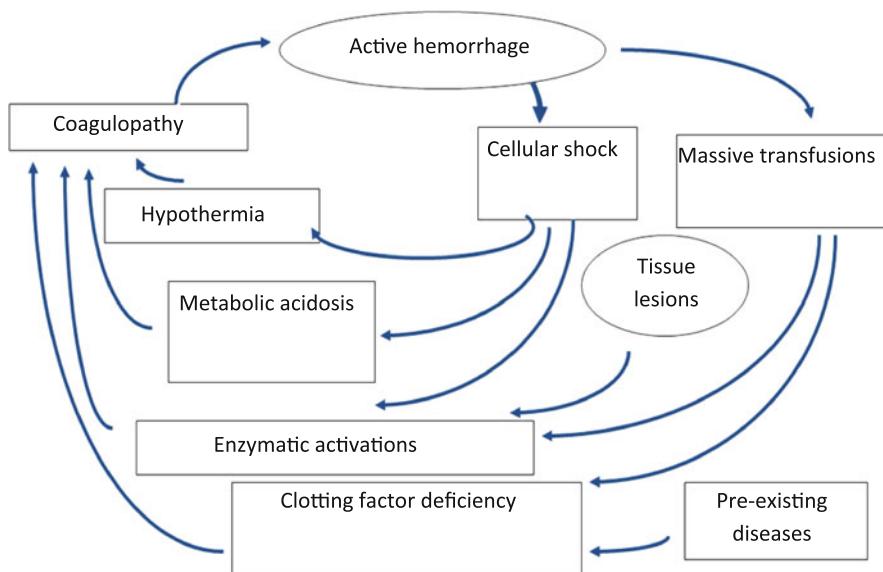 Active hemorrhage
Coagulopathy
Cellular shock
Massive transfusions
Hypothermia
Tissue
lesions
Metabolic acidosis
Enzymatic activations
Clotting factor deficiency
Pre-existing
diseases